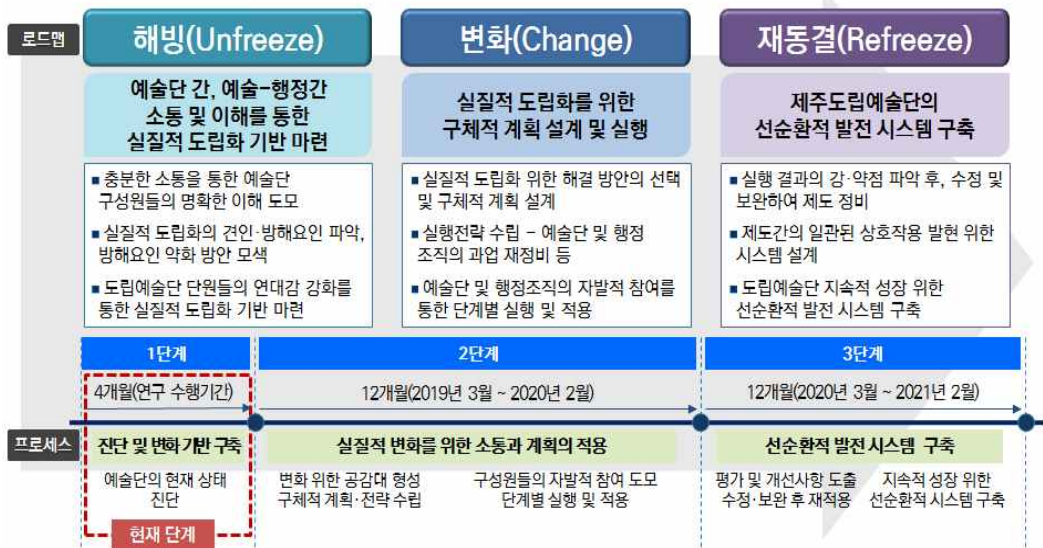 로드맵
해빙(Unfreeze)
변화(Change)
재동결(Refreeze)
예술단 간, 예술-행정간
소통 및 이해를 통한
실질적 도립화 기반 마련
실질적 도립화를 위한
구체적 계획 설계 및 실행
제주도립예술단의
선순환적 발전 시스템 구축
▪ 충분한 소통을 통한 예술단
구성원들의 명확한 이해 도모
▪ 실질적 도립화의 견인·방해요인 파악,
방해요인 약화 방안 모색
▪ 도립예술단 단원들의 연대감 강화를
통한 실질적 도립화 기반 마련
▪ 실질적 도립화 위한 해결 방안의 선택
및 구체적 계획 설계
▪ 실행전략 수립 – 예술단 및 행정
조직의 과업 재정비 등
▪ 예술단 및 행정조직의 자발적 참여를
통한 단계별 실행 및 적용
▪ 실행 결과의 강·약점 파악 후, 수정 및
보완하여 제도 정비
▪ 제도간의 일관된 상호작용 발현 위한
시스템 설계
▪ 도립예술단 지속적 성장 위한
선순환적 발전 시스템 구축
1단계
2단계
3단계
4개월(연구 수행기간)
12개월(2019년 3월 ~ 2020년 2월)
12개월(2020년 3월 ~ 2021년 2월)
프로세스
진단 및 변화 기반 구축
실질적 변화를 위한 소통과 계획의 적용
선순환적 발전 시스템 구축
예술단의 현재 상태
진단
변화 위한 공감대 형성
구체적 계획·전략 수립
구성원들의 자발적 참여 도모
단계별 실행 및 적용
평가 및 개선사항 도출
수정·보완 후 재적용
지속적 성장 위한
선순환적 시스템 구축
현재 단계